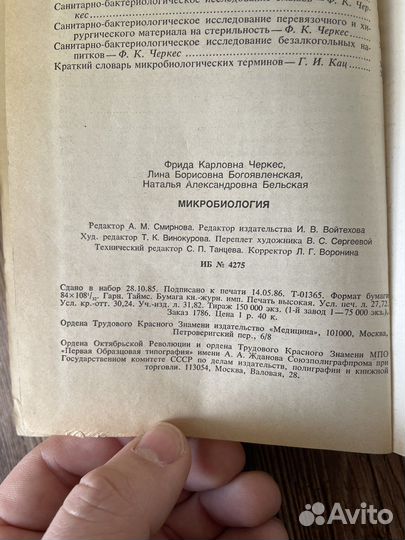 Санитарно-бактериологическое исследование
кес
Санитарно-бактериологическое исследование перевязочного и хи-
рургического материала на стерильность — Ф. К. Черкес
Санитарно-бактериологическое исследование безалкогольных на-
питков — Ф. К. Черкес
Краткий словарь микробиологических терминов — Г. И. Кац
Фрида Карловна Черкес,
Лина Борисовна Богоявленская,
Наталья Александровна Бельская
МИКРОБИОЛОГИЯ
Редактор А. М. Смирнова. Редактор издательства И. В. Войтехова
Худ. редактор Т. К. Винокурова. Переплет художника В. С. Сергеевой
Технический редактор С. П. Танцева. Корректор Л. Г. Воронина
ИБ № 4275
Сдано в набор 28.10.85. Подписано к печати 14.05.86. Т-01365. Формат бумаги
84×108¹/₃₂. Гарн. Таймс. Бумага кн.-журн. имп. Печать высокая. Усл. печ. л. 27,72.
Усл. кр.-отт. 30,24. Уч.-изд. л. 31,82. Тираж 150 000 экз. (1-й завод 1—75 000 экз.).
Заказ 1786. Цена 1 р. 40 к.
Ордена Трудового Красного Знамени издательство «Медицина», 101000, Москва,
Петроверигский пер., 6/8
Ордена Октябрьской Революции и ордена Трудового Красного Знамени МПО
«Первая Образцовая типография» имени А. А. Жданова Союзполиграфпрома при
Государственном комитете СССР по делам издательств, полиграфии и книжной
торговли. 113054, Москва, Валовая, 28.
Avito